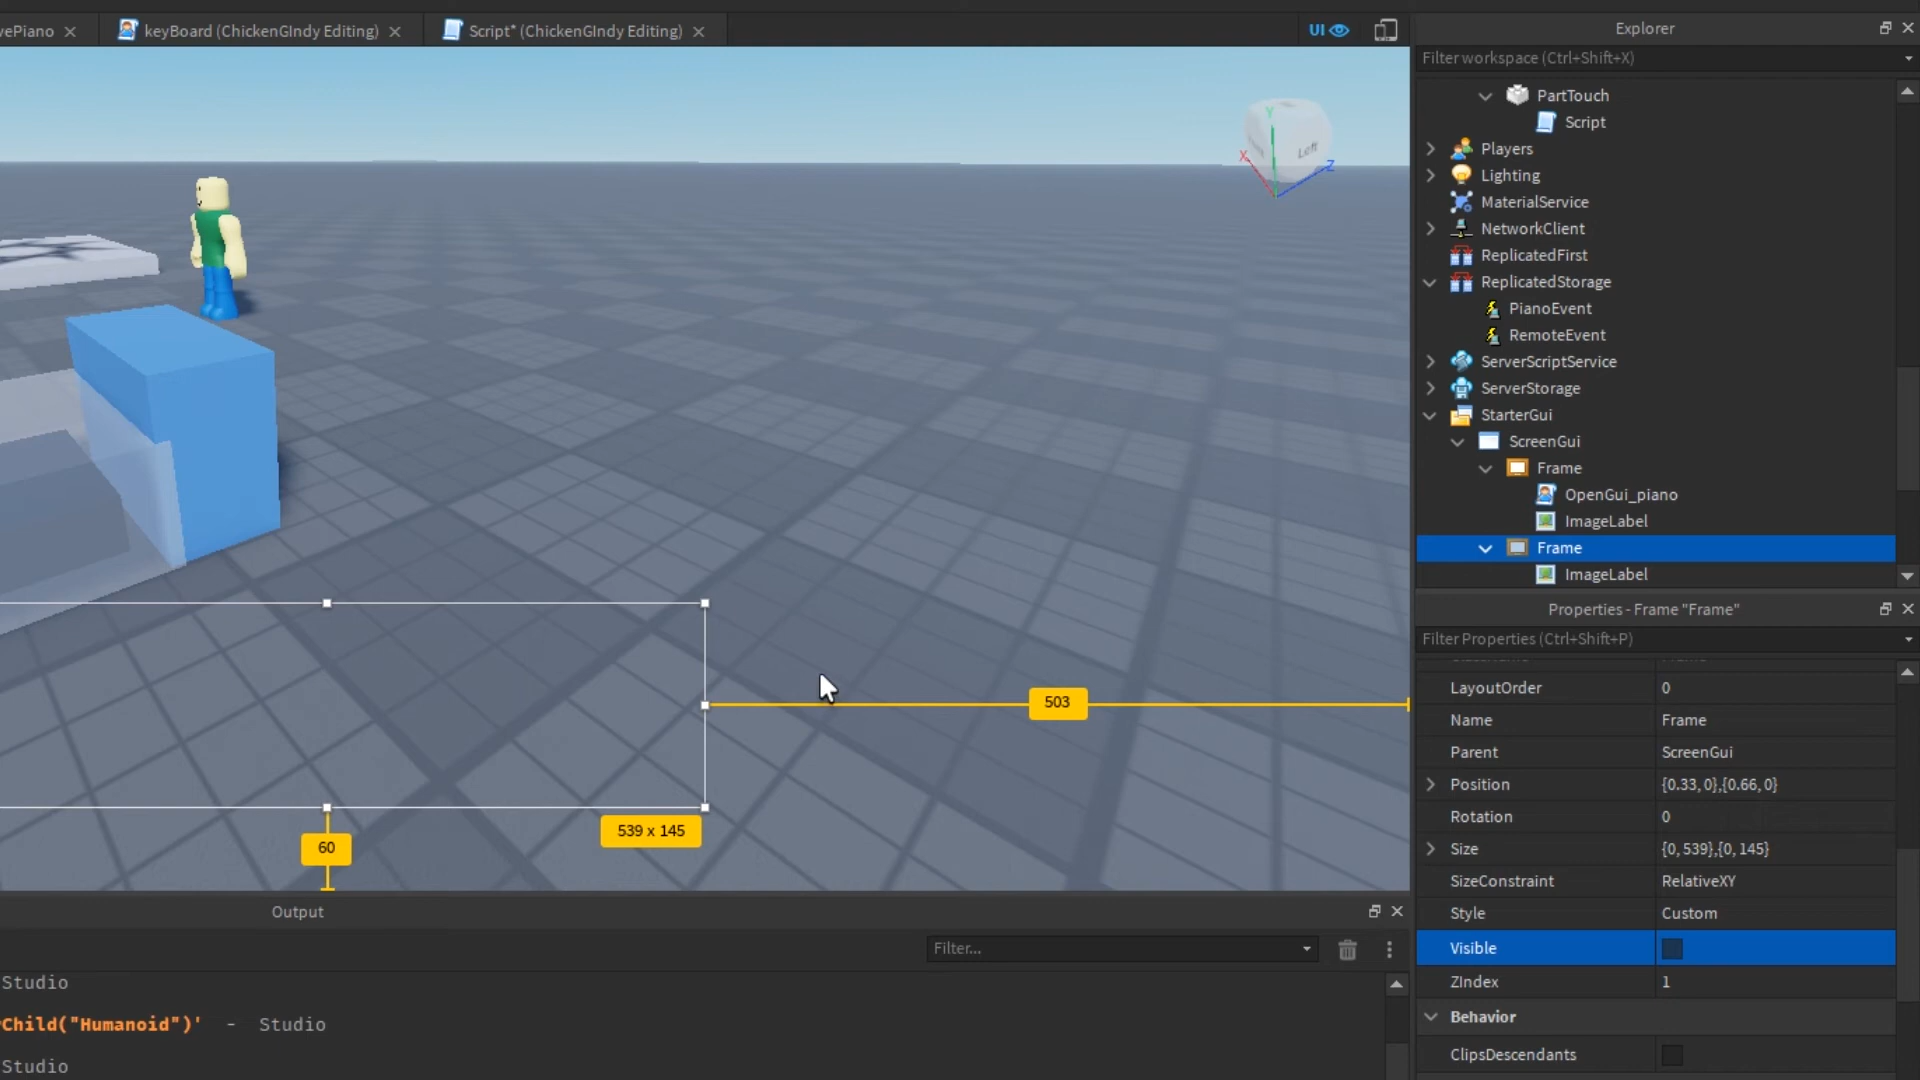 vePiano
keyBoard (ChickenGIndy Editing)
Script* (ChickenGIndy Editing)
UI
Y
X
Z
Left
503
539 x 145
60
Output
Filter...
Studio
Child("Humanoid")' - Studio
Studio
Explorer
Filter workspace (Ctrl+Shift+X)
PartTouch
Script
Players
Lighting
MaterialService
NetworkClient
ReplicatedFirst
ReplicatedStorage
PianoEvent
RemoteEvent
ServerScriptService
ServerStorage
StarterGui
ScreenGui
Frame
OpenGui_piano
ImageLabel
Frame
ImageLabel
Properties - Frame "Frame"
Filter Properties (Ctrl+Shift+P)
LayoutOrder 0
Name Frame
Parent ScreenGui
Position {0.33, 0},{0.66, 0}
Rotation 0
Size {0, 539},{0, 145}
SizeConstraint RelativeXY
Style Custom
Visible
ZIndex 1
Behavior
ClipsDescendants